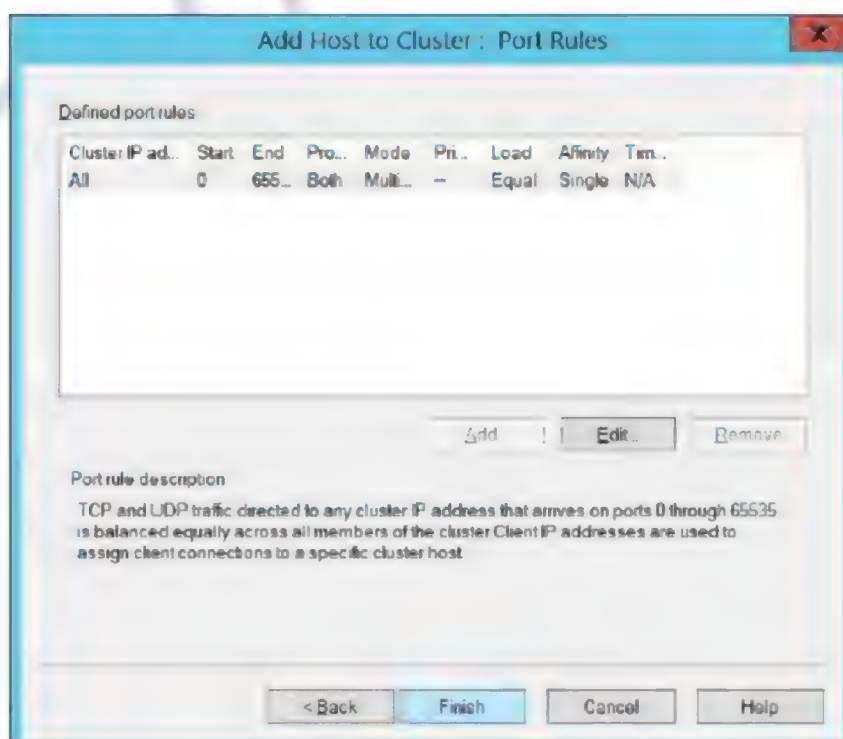 Add Host to Cluster : Port Rules
X
Defined port rules
Cluster IP ad... Start End Pro... Mode Pri... Load Affinity Tim...
All 0 655... Both Multi... -- Equal Single N/A
Add Edit... Remove
Port rule description
TCP and UDP traffic directed to any cluster IP address that arrives on ports 0 through 65535
is balanced equally across all members of the cluster Client IP addresses are used to
assign client connections to a specific cluster host
< Back Finish Cancel Help